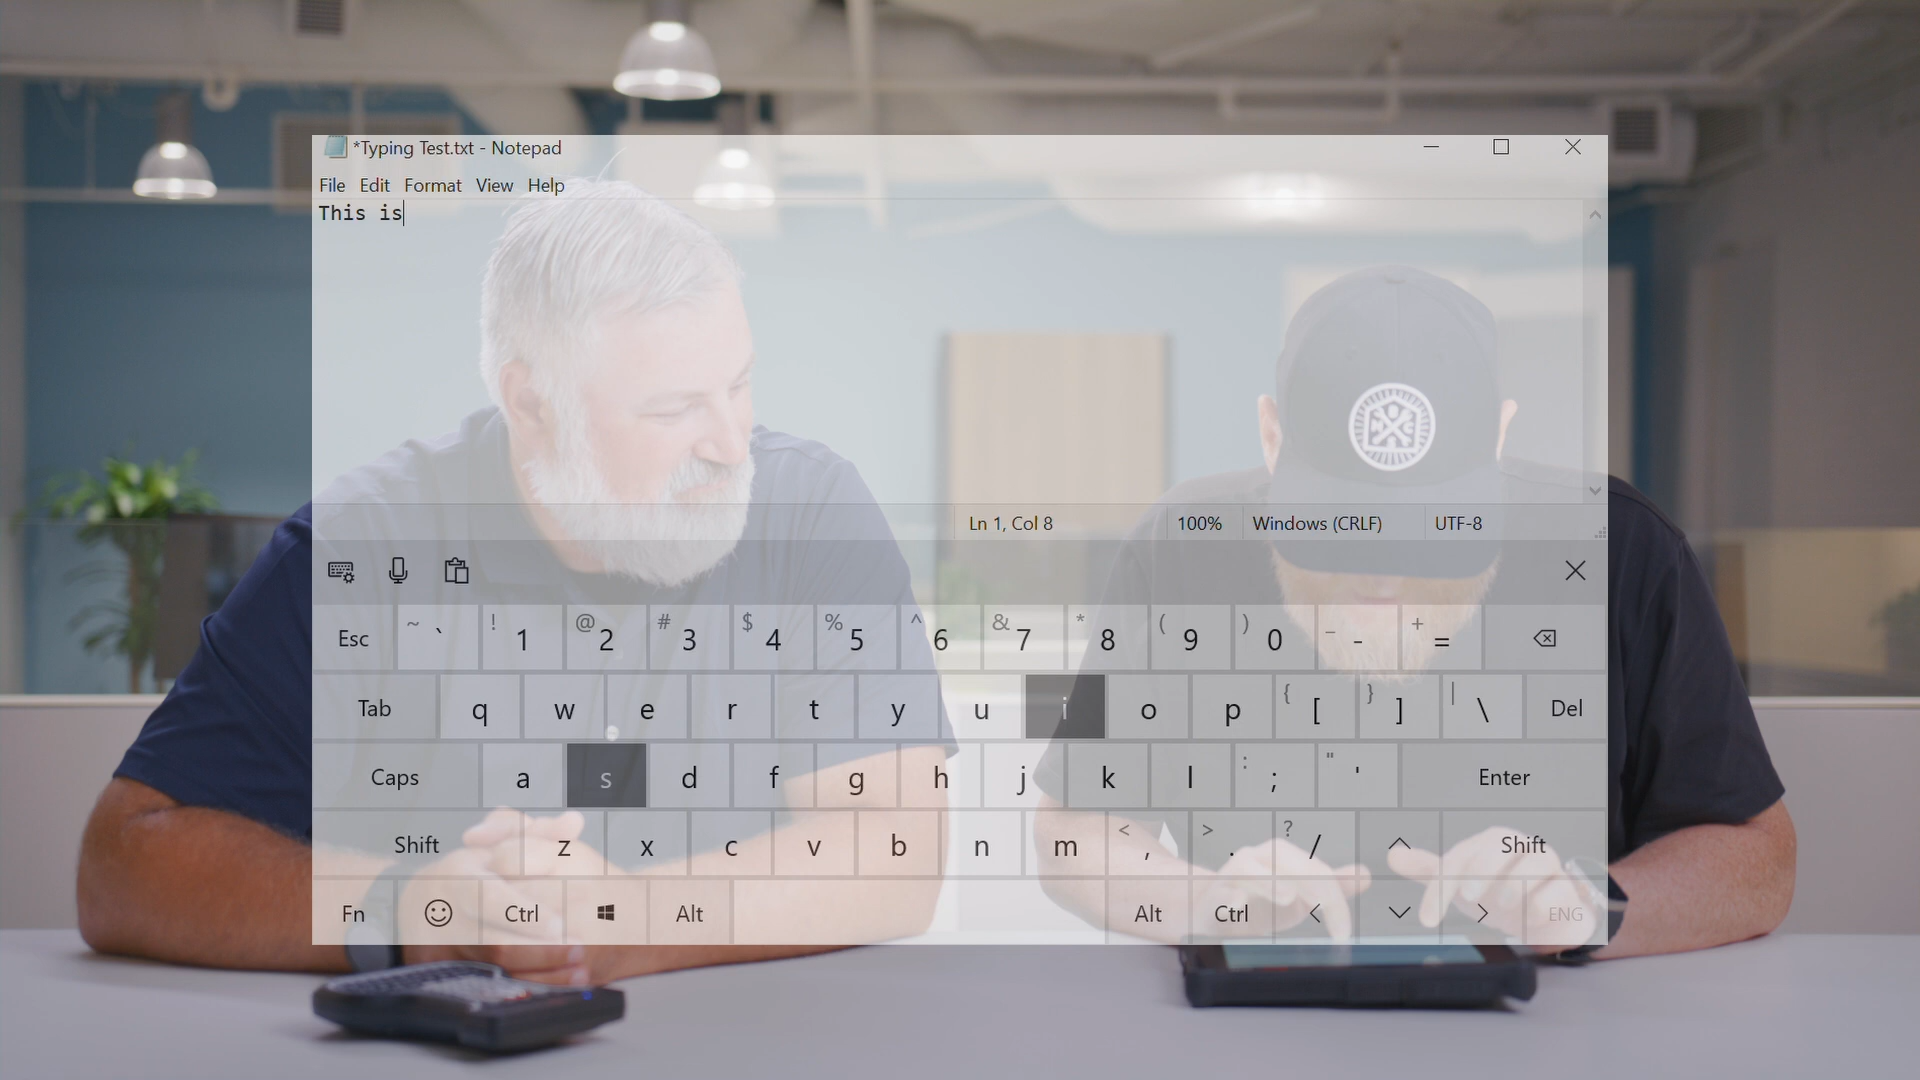 *Typing Test.txt - Notepad
File Edit Format View Help
This is
Ln 1, Col 8 100% Windows (CRLF) UTF-8
Esc ~ ` ! 1 @ 2 # 3 $ 4 % 5 ^ 6 & 7 * 8 ( 9 ) 0 _ - + =
Tab q w e r t y u i o p { [ } ] | \ Del
Caps a s d f g h j k l : ; " ' Enter
Shift z x c v b n m < , > . ? / Shift
Fn Ctrl Alt Alt Ctrl ENG